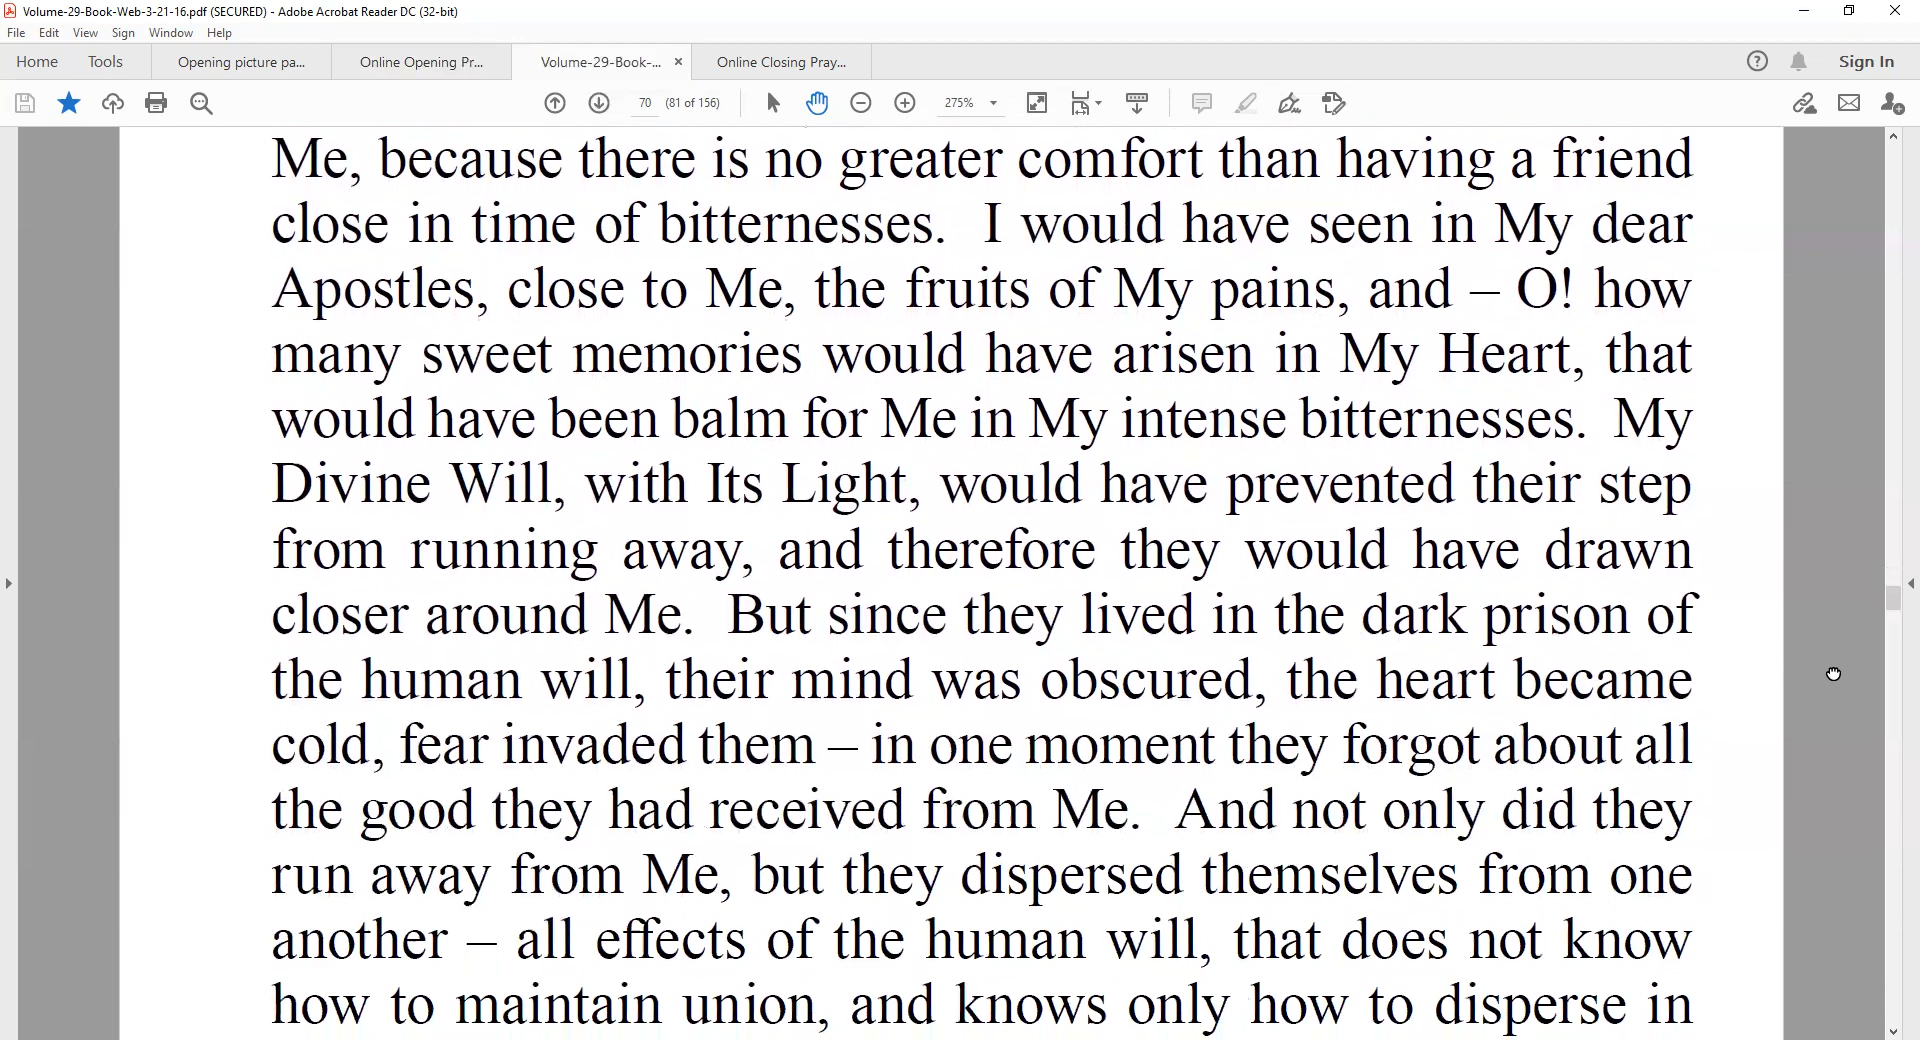 Volume-29-Book-Web-3-21-16.pdf (SECURED) - Adobe Acrobat Reader DC (32-bit)
File Edit View Sign Window Help
Home Tools Opening picture pa... Online Opening Pr... Volume-29-Book-... × Online Closing Pray... Sign In
70 (81 of 156) 275%
Me, because there is no greater comfort than having a friend
close in time of bitternesses.  I would have seen in My dear
Apostles, close to Me, the fruits of My pains, and – O! how
many sweet memories would have arisen in My Heart, that
would have been balm for Me in My intense bitternesses.  My
Divine Will, with Its Light, would have prevented their step
from running away, and therefore they would have drawn
closer around Me.  But since they lived in the dark prison of
the human will, their mind was obscured, the heart became
cold, fear invaded them – in one moment they forgot about all
the good they had received from Me.  And not only did they
run away from Me, but they dispersed themselves from one
another – all effects of the human will, that does not know
how to maintain union, and knows only how to disperse in